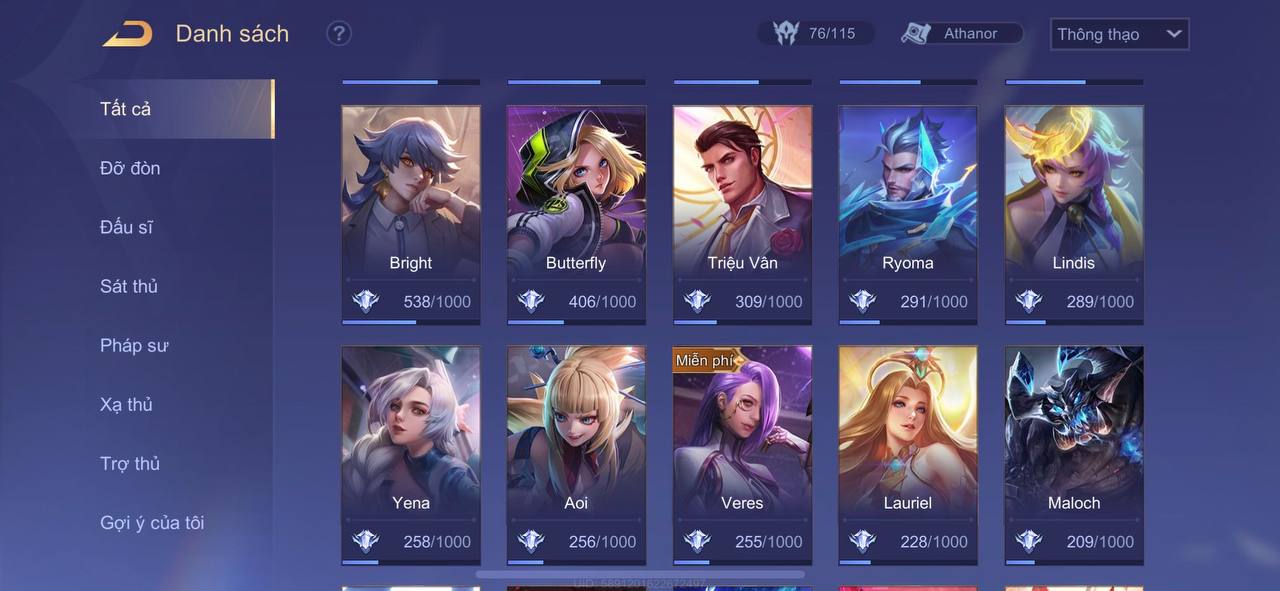 Danh sách
?
76/115
Athanor
Thông thạo
Tất cả
Đỡ đòn
Đấu sĩ
Sát thủ
Pháp sư
Xạ thủ
Trợ thủ
Gợi ý của tôi
Bright
Butterfly
Triệu Vân
Ryoma
Lindis
538/1000
406/1000
309/1000
291/1000
289/1000
Miễn phí
Yena
Aoi
Veres
Lauriel
Maloch
258/1000
256/1000
255/1000
228/1000
209/1000